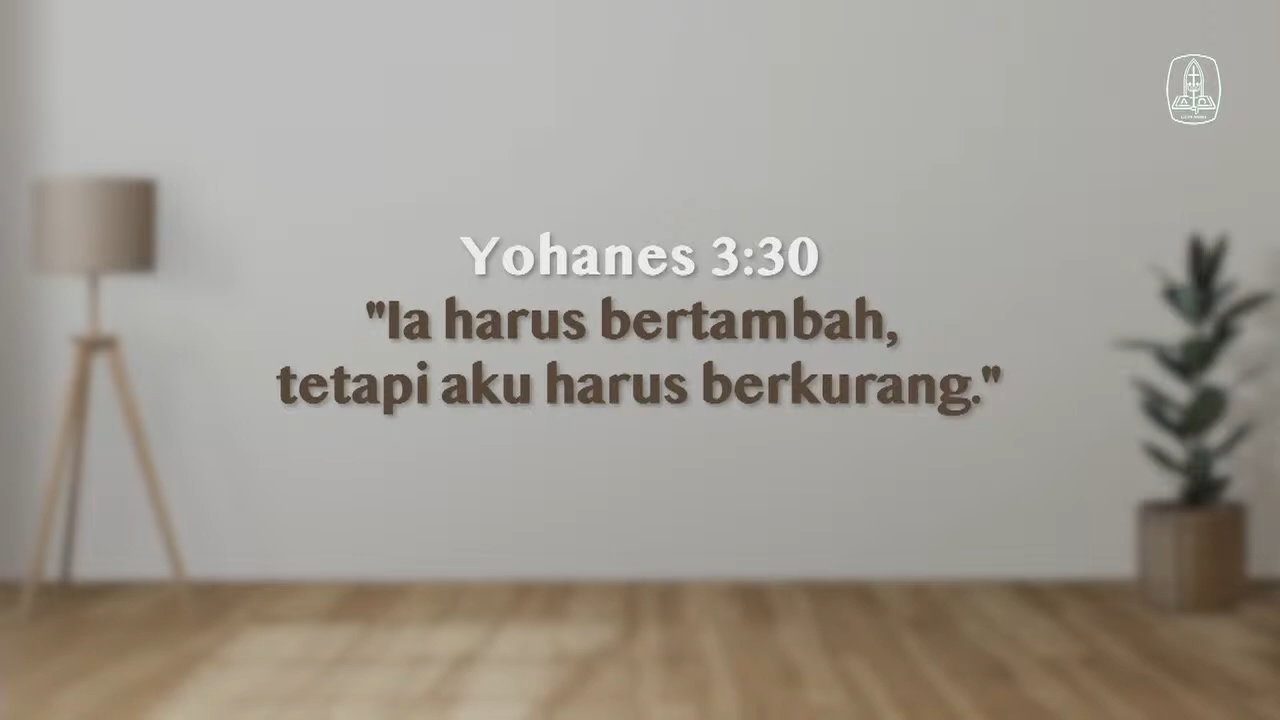 Yohanes 3:30
"Ia harus bertambah,
tetapi aku harus berkurang."